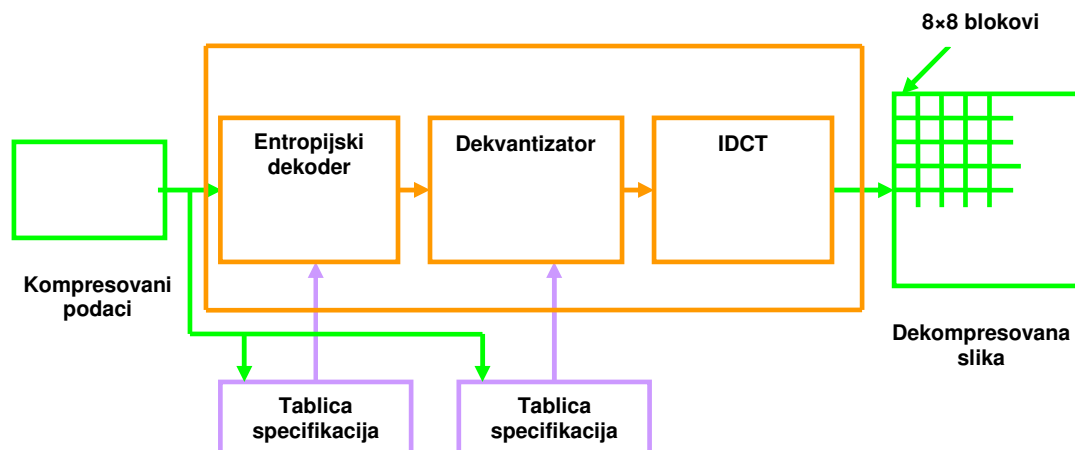 8×8 blokovi
Entropijski
dekoder
Dekvantizator
IDCT
Kompresovani
podaci
Dekompresovana
slika
Tablica
specifikacija
Tablica
specifikacija